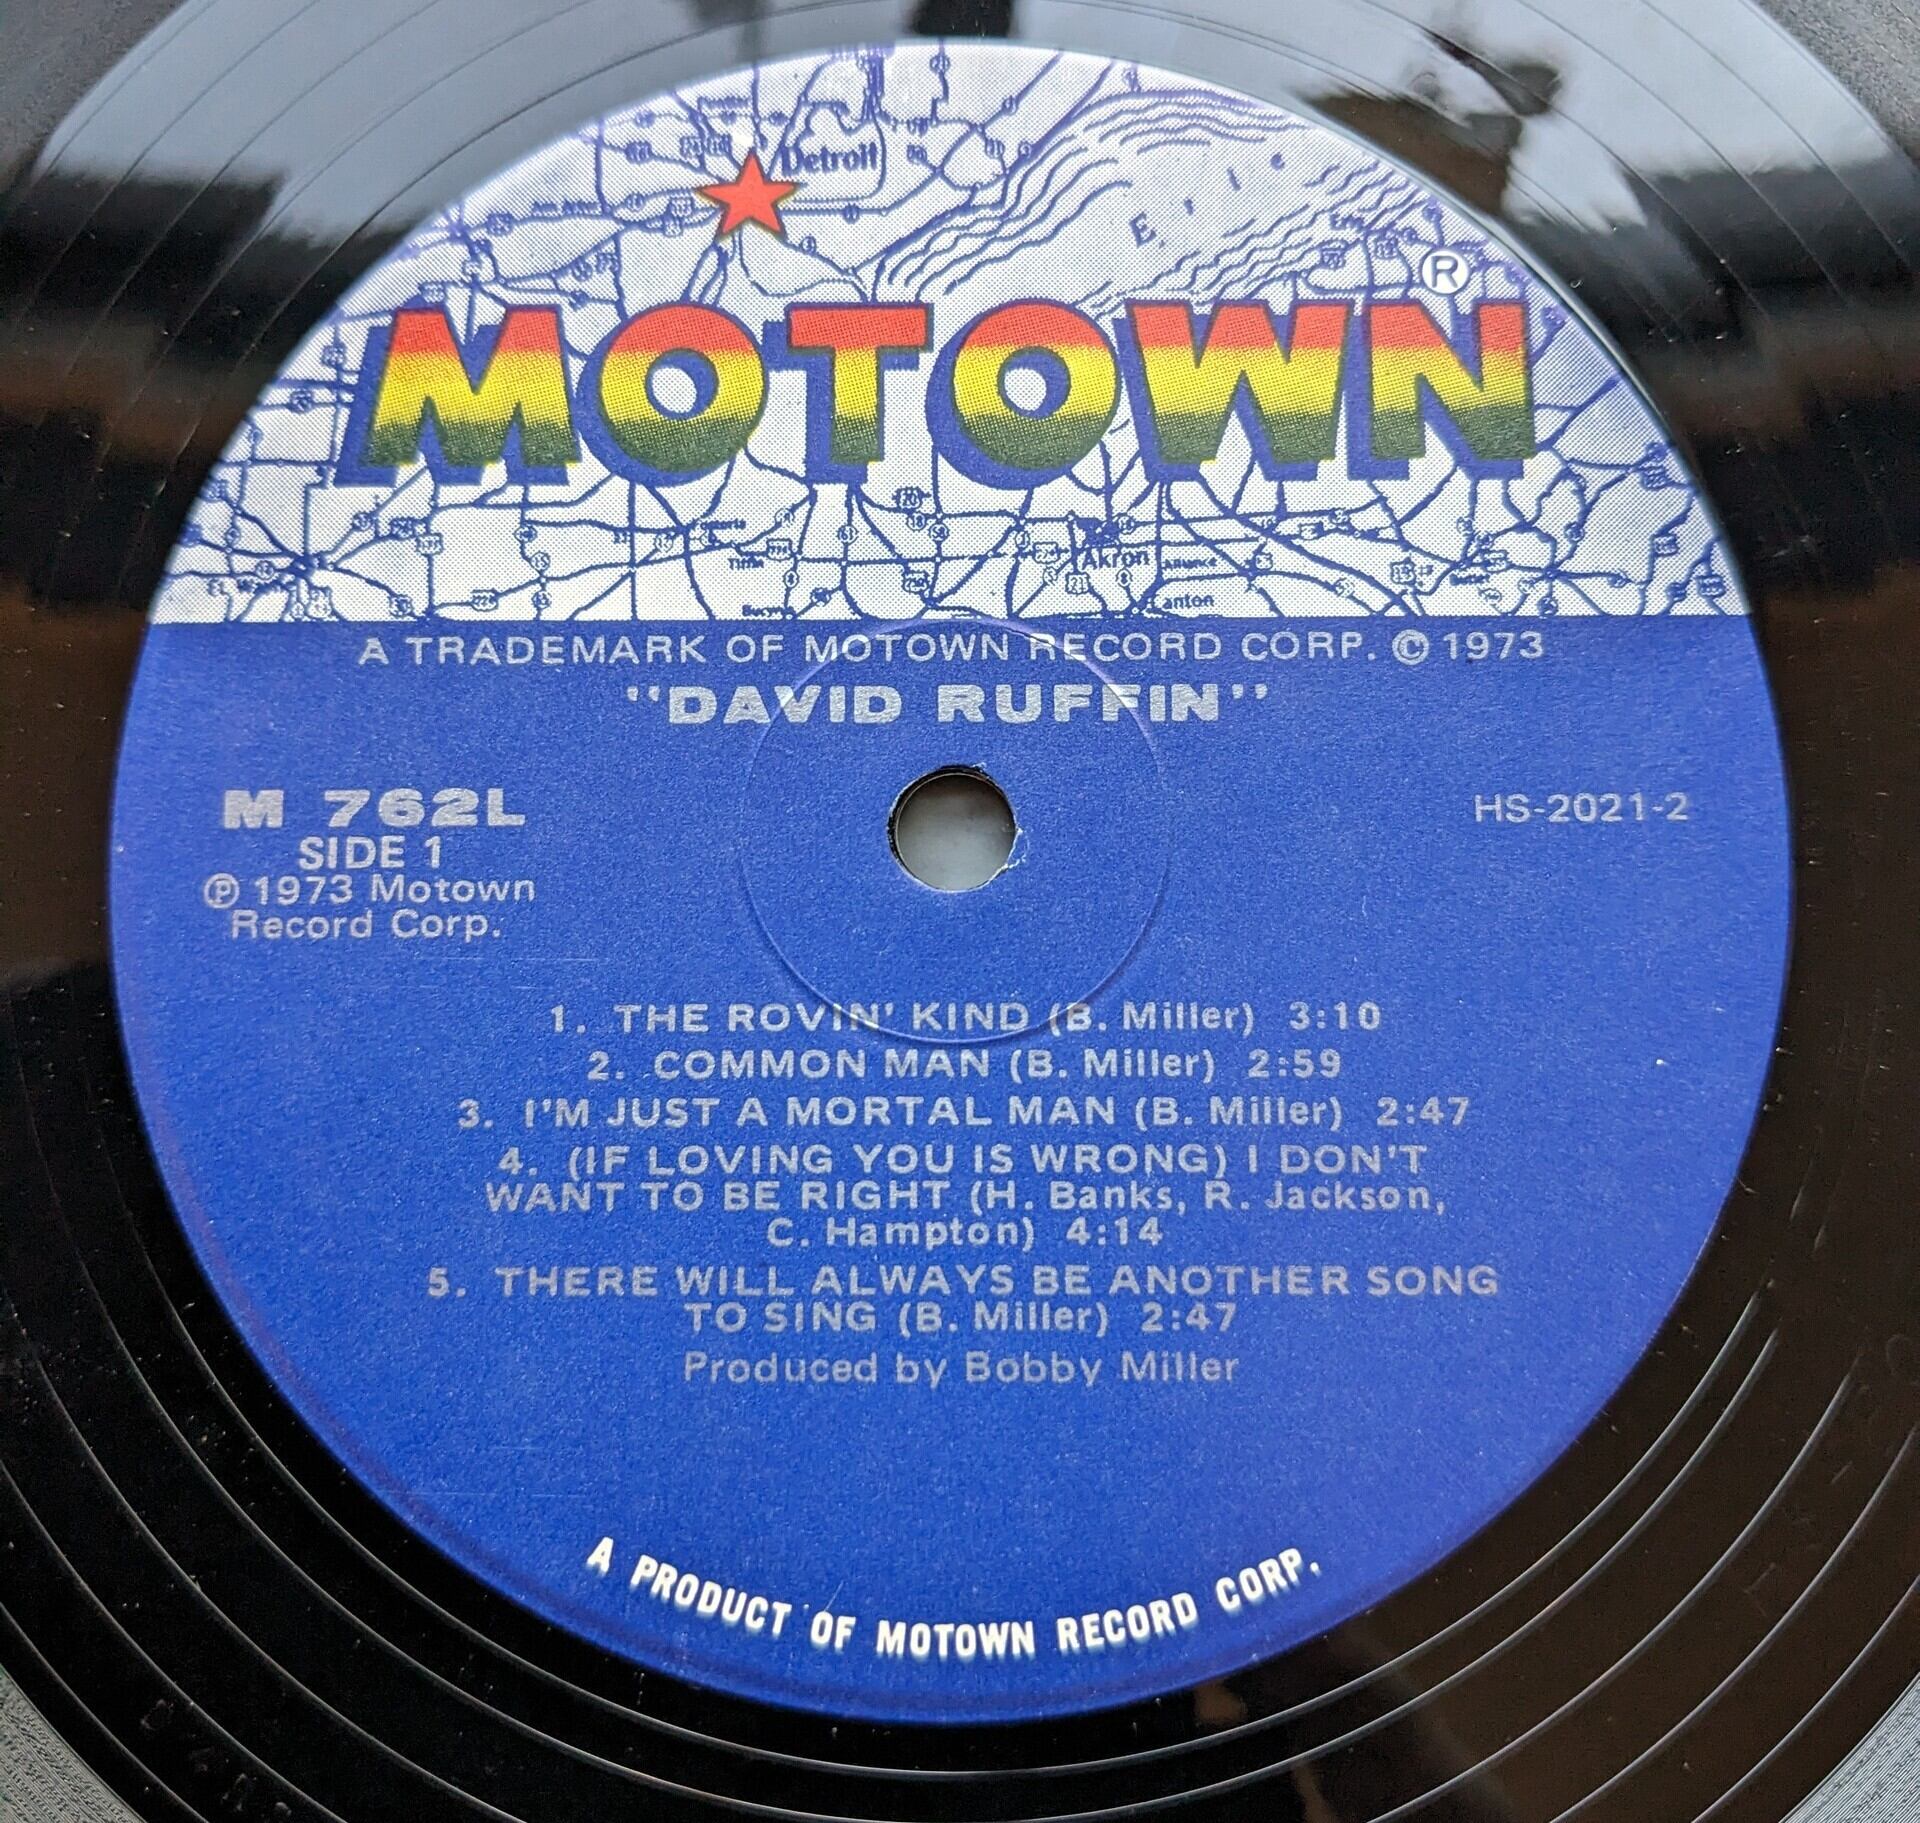 Detroit
Erie
®
MOTOWN
Akron
Alliance
anton
A TRADEMARK OF MOTOWN RECORD CORP. © 1973
"DAVID RUFFIN"
M 762L
HS-2021-2
SIDE 1
℗ 1973 Motown
Record Corp.
1. THE ROVIN' KIND (B. Miller) 3:10
2. COMMON MAN (B. Miller) 2:59
3. I'M JUST A MORTAL MAN (B. Miller) 2:47
4. (IF LOVING YOU IS WRONG) I DON'T
WANT TO BE RIGHT (H. Banks, R. Jackson,
C. Hampton) 4:14
5. THERE WILL ALWAYS BE ANOTHER SONG
TO SING (B. Miller) 2:47
Produced by Bobby Miller
A PRODUCT OF MOTOWN RECORD CORP.